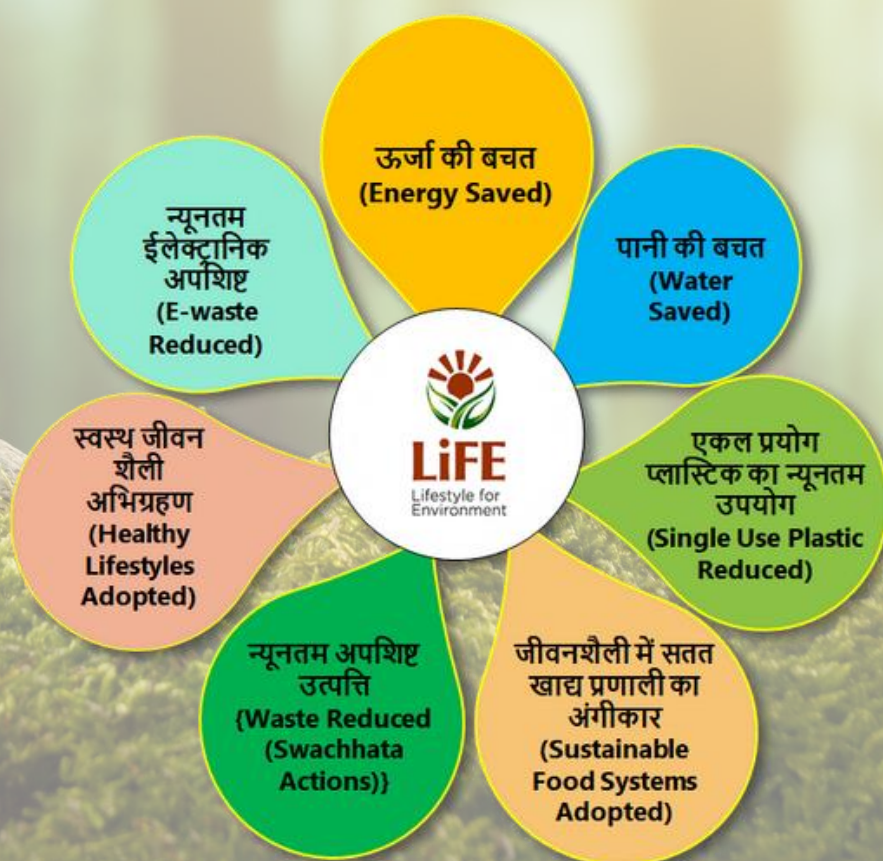 ऊर्जा की बचत
(Energy Saved)
पानी की बचत
(Water
Saved)
एकल प्रयोग
प्लास्टिक का न्यूनतम
उपयोग
(Single Use Plastic
Reduced)
जीवनशैली में सतत
खाद्य प्रणाली का
अंगीकार
(Sustainable
Food Systems
Adopted)
न्यूनतम अपशिष्ट
उत्पत्ति
{Waste Reduced
(Swachhata
Actions)}
स्वस्थ जीवन
शैली
अभिग्रहण
(Healthy
Lifestyles
Adopted)
न्यूनतम
ईलेक्ट्रानिक
अपशिष्ट
(E-waste
Reduced)
LiFE
Lifestyle for
Environment